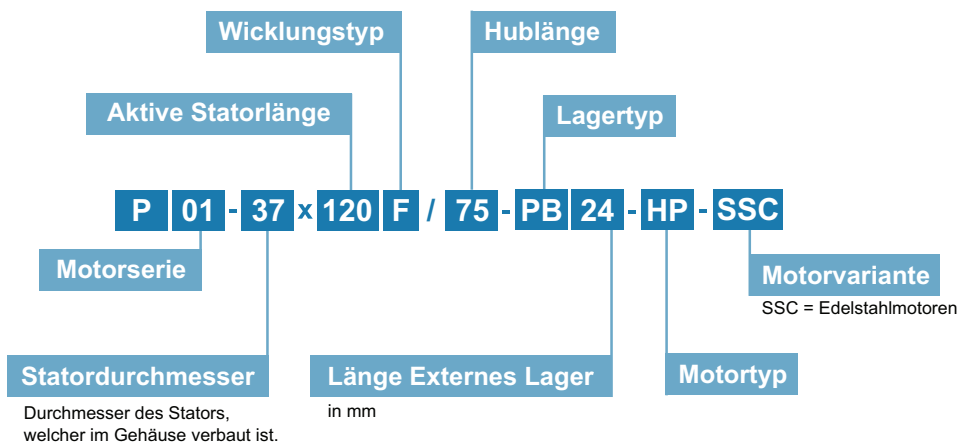 Wicklungstyp
Hublänge
Aktive Statorlänge
Lagertyp
P 01 - 37 x 120 F / 75 - PB 24 - HP - SSC
Motorserie
Motorvariante
SSC = Edelstahlmotoren
Statordurchmesser
Durchmesser des Stators,
welcher im Gehäuse verbaut ist.
Länge Externes Lager
in mm
Motortyp